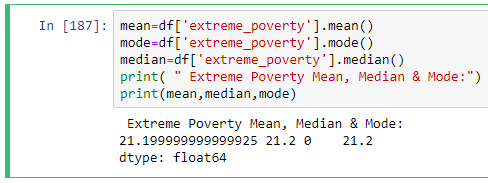 In [187]: mean=df['extreme_poverty'].mean()
mode=df['extreme_poverty'].mode()
median=df['extreme_poverty'].median()
print( " Extreme Poverty Mean, Median & Mode:")
print(mean,median,mode)
Extreme Poverty Mean, Median & Mode:
21.199999999999925 21.2 0    21.2
dtype: float64